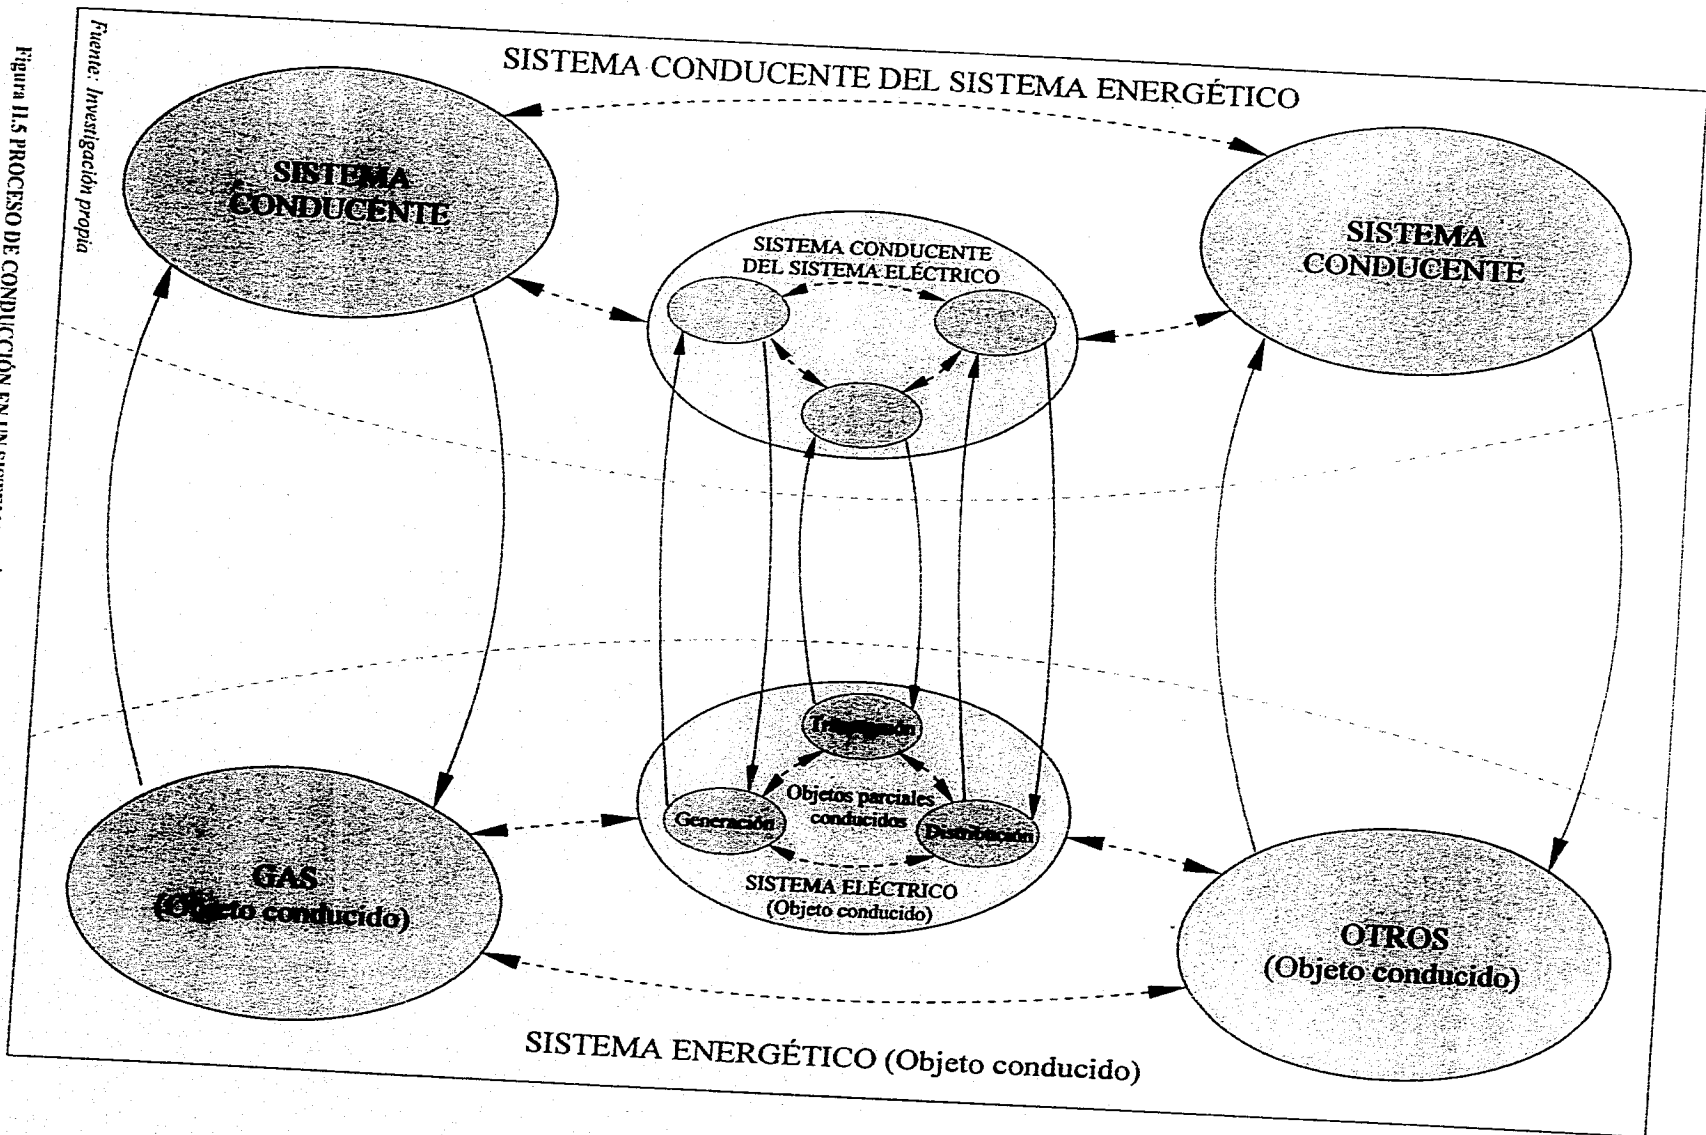 SISTEMA CONDUCENTE DEL SISTEMA ENERGÉTICO
SISTEMA
CONDUCENTE
SISTEMA CONDUCENTE
DEL SISTEMA ELÉCTRICO
SISTEMA
CONDUCENTE
Generación
Objetos parciales
conducidos
Distribución
SISTEMA ELÉCTRICO
(Objeto conducido)
GAS
(Objeto conducido)
OTROS
(Objeto conducido)
SISTEMA ENERGÉTICO (Objeto conducido)
Fuente: Investigación propia
Figura II.5 PROCESO DE CONDUCCIÓN EN UN